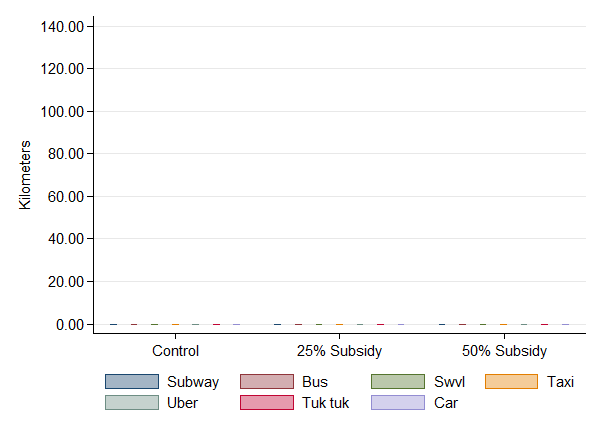 Kilometers
140.00
120.00
100.00
80.00
60.00
40.00
20.00
0.00
Control 25% Subsidy 50% Subsidy
Subway Bus Swvl Taxi
Uber Tuk tuk Car